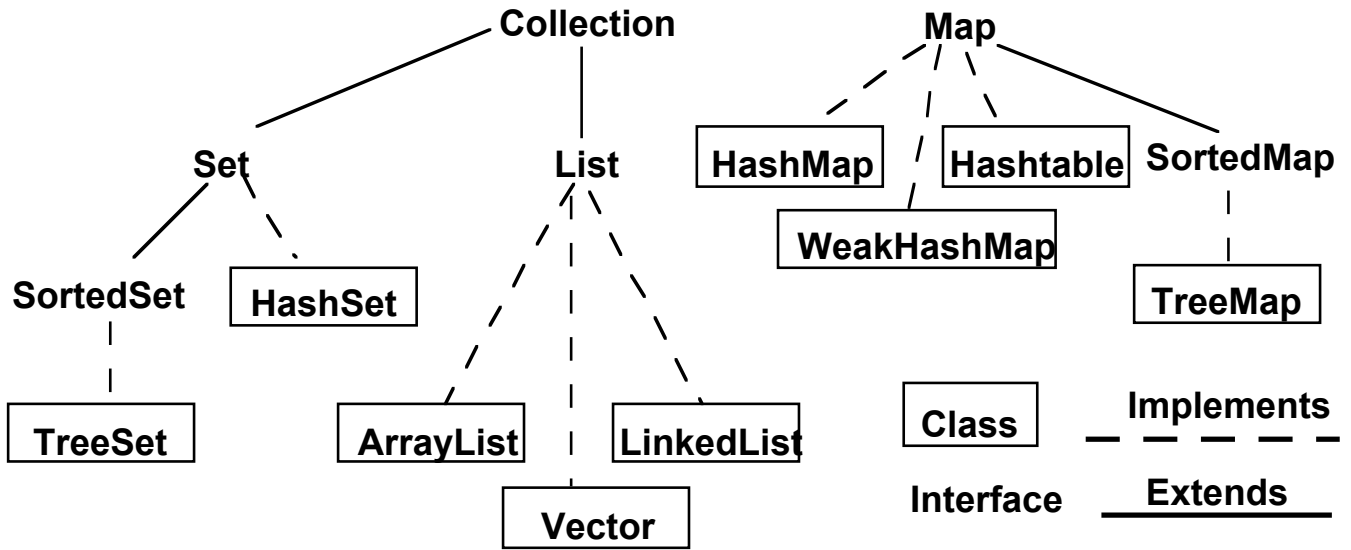 Collection
Map
Set
List
HashMap
Hashtable
SortedMap
WeakHashMap
SortedSet
HashSet
TreeMap
TreeSet
ArrayList
LinkedList
Vector
Class
Implements
Interface
Extends